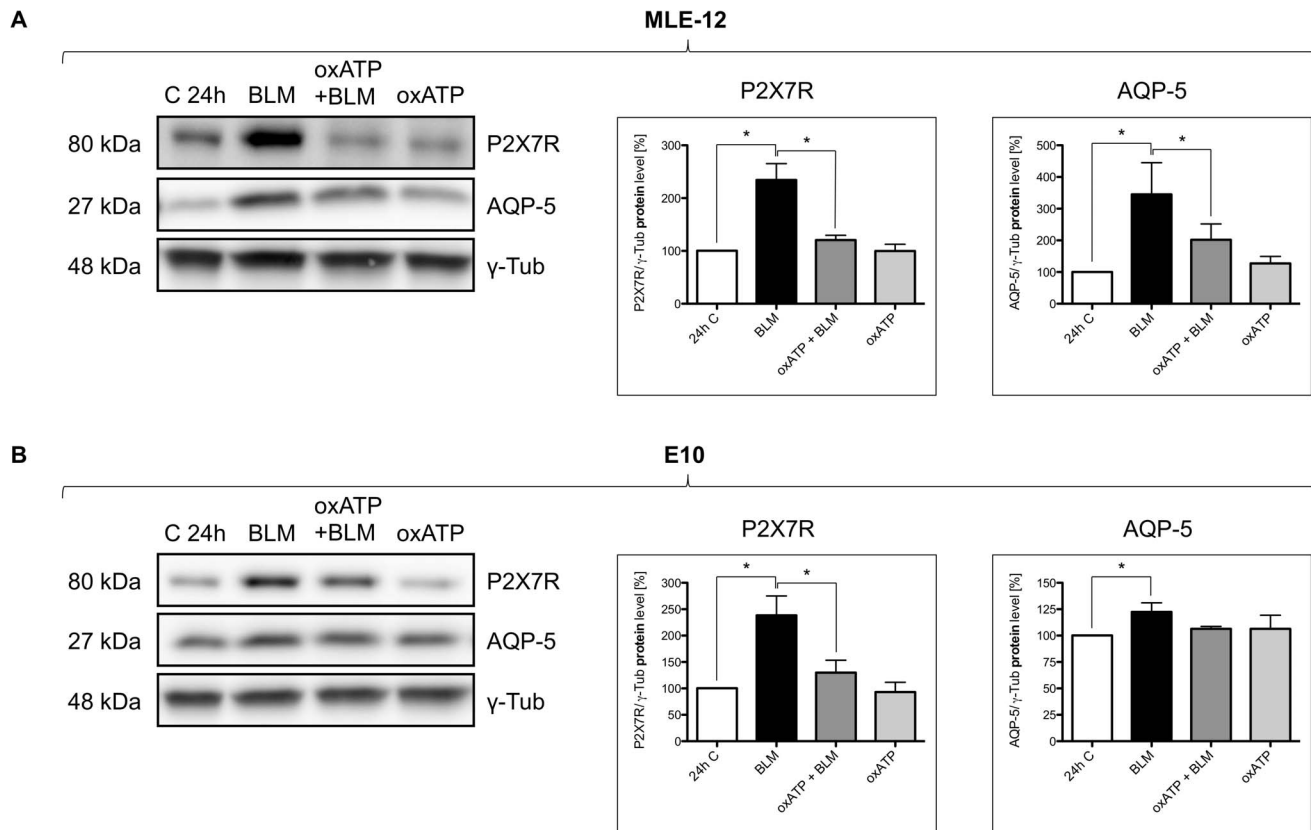 A
MLE-12
C 24h BLM oxATP +BLM oxATP
80 kDa P2X7R
27 kDa AQP-5
48 kDa γ-Tub
P2X7R
P2X7R/γ-Tub protein level [%]
300
200
100
0
* *
24h C BLM oxATP + BLM oxATP
AQP-5
AQP-5/γ-Tub protein level [%]
500
400
300
200
100
0
* *
24h C BLM oxATP + BLM oxATP
B
E10
C 24h BLM oxATP +BLM oxATP
80 kDa P2X7R
27 kDa AQP-5
48 kDa γ-Tub
P2X7R
P2X7R/γ-Tub protein level [%]
300
250
200
150
100
50
0
* *
24h C BLM oxATP + BLM oxATP
AQP-5
AQP-5/γ-Tub protein level [%]
150
125
100
75
50
25
0
*
24h C BLM oxATP + BLM oxATP